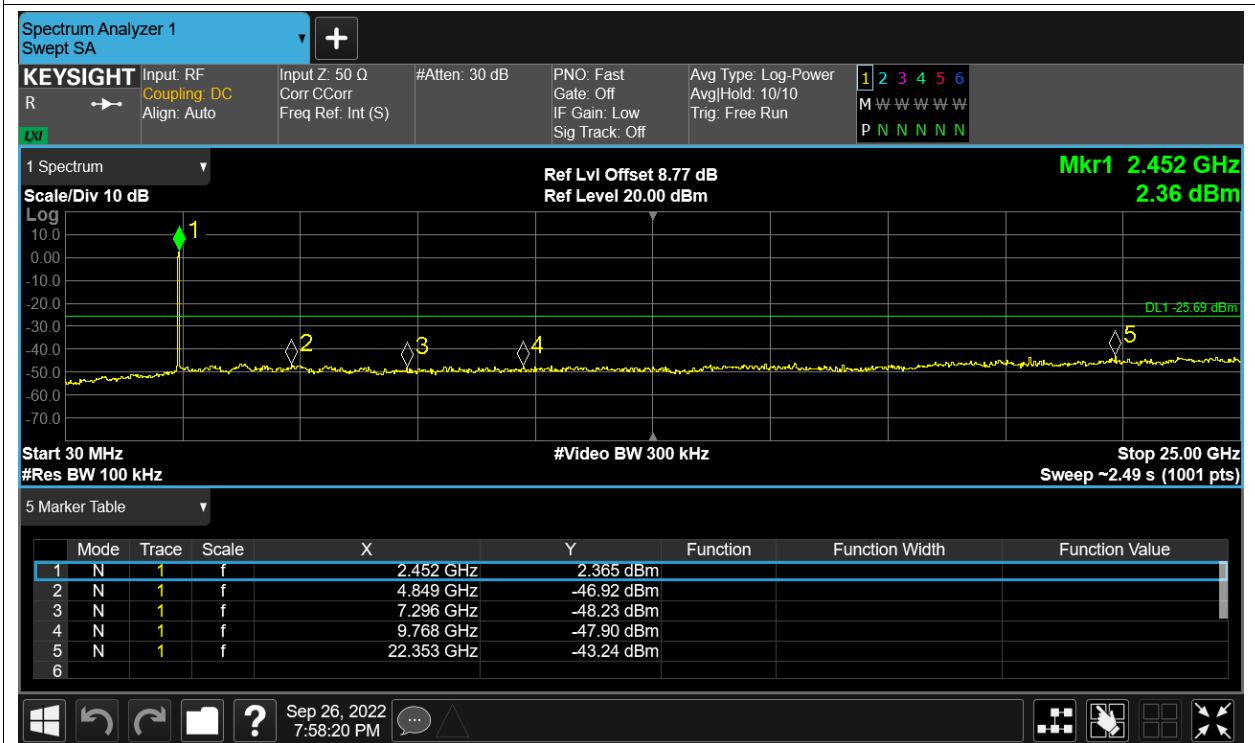 Spectrum Analyzer 1
Swept SA
KEYSIGHT
R
LXI
Input: RF
Coupling: DC
Align: Auto
Input Z: 50 Ω
Corr CCorr
Freq Ref: Int (S)
#Atten: 30 dB
PNO: Fast
Gate: Off
IF Gain: Low
Sig Track: Off
Avg Type: Log-Power
Avg|Hold: 10/10
Trig: Free Run
1 2 3 4 5 6
M W W W W W
P N N N N N
1 Spectrum
Scale/Div 10 dB
Ref Lvl Offset 8.77 dB
Ref Level 20.00 dBm
Mkr1 2.452 GHz
2.36 dBm
Log
10.0
0.00
-10.0
-20.0
-30.0
-40.0
-50.0
-60.0
-70.0
1
2
3
4
5
DL1 -25.69 dBm
Start 30 MHz
#Res BW 100 kHz
#Video BW 300 kHz
Stop 25.00 GHz
Sweep ~2.49 s (1001 pts)
5 Marker Table
Mode Trace Scale X Y Function Function Width Function Value
1 N 1 f 2.452 GHz 2.365 dBm
2 N 1 f 4.849 GHz -46.92 dBm
3 N 1 f 7.296 GHz -48.23 dBm
4 N 1 f 9.768 GHz -47.90 dBm
5 N 1 f 22.353 GHz -43.24 dBm
6
?
Sep 26, 2022
7:58:20 PM